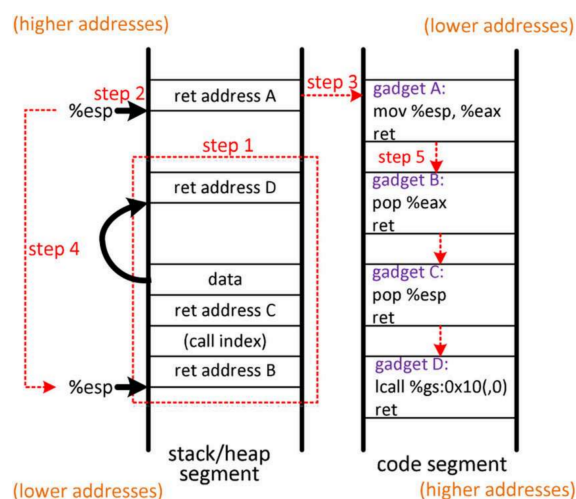 (higher addresses)
(lower addresses)
step 2
%esp
ret address A
step 3
gadget A:
mov %esp, %eax
ret
step 1
step 5
ret address D
gadget B:
pop %eax
ret
step 4
data
ret address C
(call index)
ret address B
gadget C:
pop %esp
ret
%esp
gadget D:
lcall %gs:0x10(,0)
ret
stack/heap
segment
code segment
(lower addresses)
(higher addresses)